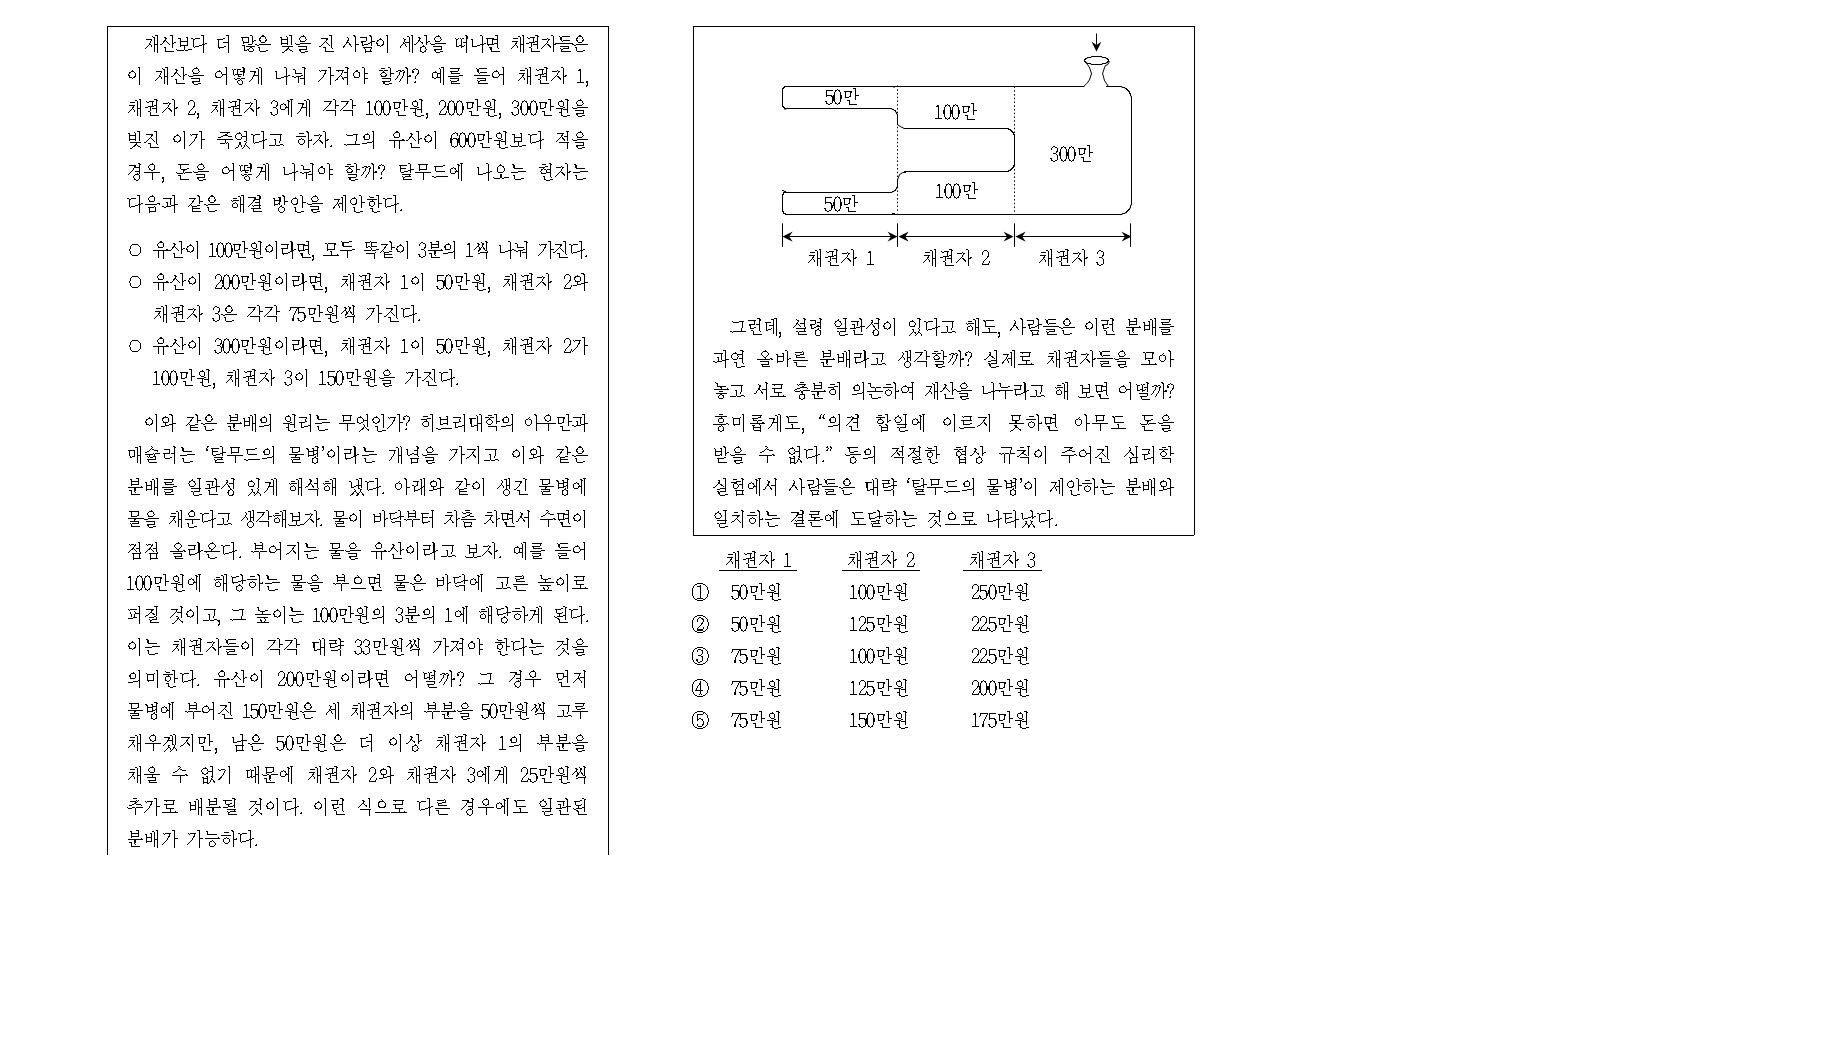 재산보다 더 많은 빚을 진 사람이 세상을 떠나면 채권자들은
이 재산을 어떻게 나눠 가져야 할까? 예를 들어 채권자 1,
채권자 2, 채권자 3에게 각각 100만원, 200만원, 300만원을
빚진 이가 죽었다고 하자. 그의 유산이 600만원보다 적을
경우, 돈을 어떻게 나눠야 할까? 탈무드에 나오는 현자는
다음과 같은 해결 방안을 제안한다.
○ 유산이 100만원이라면, 모두 똑같이 3분의 1씩 나눠 가진다.
○ 유산이 200만원이라면, 채권자 1이 50만원, 채권자 2와
채권자 3은 각각 75만원씩 가진다.
○ 유산이 300만원이라면, 채권자 1이 50만원, 채권자 2가
100만원, 채권자 3이 150만원을 가진다.
이와 같은 분배의 원리는 무엇인가? 히브리대학의 아우만과
매슐러는 ‘탈무드의 물병’이라는 개념을 가지고 이와 같은
분배를 일관성 있게 해석해 냈다. 아래와 같이 생긴 물병에
물을 채운다고 생각해보자. 물이 바닥부터 차츰 차면서 수면이
점점 올라온다. 부어지는 물을 유산이라고 보자. 예를 들어
100만원에 해당하는 물을 부으면 물은 바닥에 고른 높이로
퍼질 것이고, 그 높이는 100만원의 3분의 1에 해당하게 된다.
이는 채권자들이 각각 대략 33만원씩 가져야 한다는 것을
의미한다. 유산이 200만원이라면 어떨까? 그 경우 먼저
물병에 부어진 150만원은 세 채권자의 부분을 50만원씩 고루
채우겠지만, 남은 50만원은 더 이상 채권자 1의 부분을
채울 수 없기 때문에 채권자 2와 채권자 3에게 25만원씩
추가로 배분될 것이다. 이런 식으로 다른 경우에도 일관된
분배가 가능하다.
50만
100만
300만
100만
50만
채권자 1 채권자 2 채권자 3
그런데, 설령 일관성이 있다고 해도, 사람들은 이런 분배를
과연 올바른 분배라고 생각할까? 실제로 채권자들을 모아
놓고 서로 충분히 의논하여 재산을 나누라고 해 보면 어떨까?
흥미롭게도, “의견 합일에 이르지 못하면 아무도 돈을
받을 수 없다.” 등의 적절한 협상 규칙이 주어진 심리학
실험에서 사람들은 대략 ‘탈무드의 물병’이 제안하는 분배와
일치하는 결론에 도달하는 것으로 나타났다.
채권자 1 채권자 2 채권자 3
① 50만원 100만원 250만원
② 50만원 125만원 225만원
③ 75만원 100만원 225만원
④ 75만원 125만원 200만원
⑤ 75만원 150만원 175만원